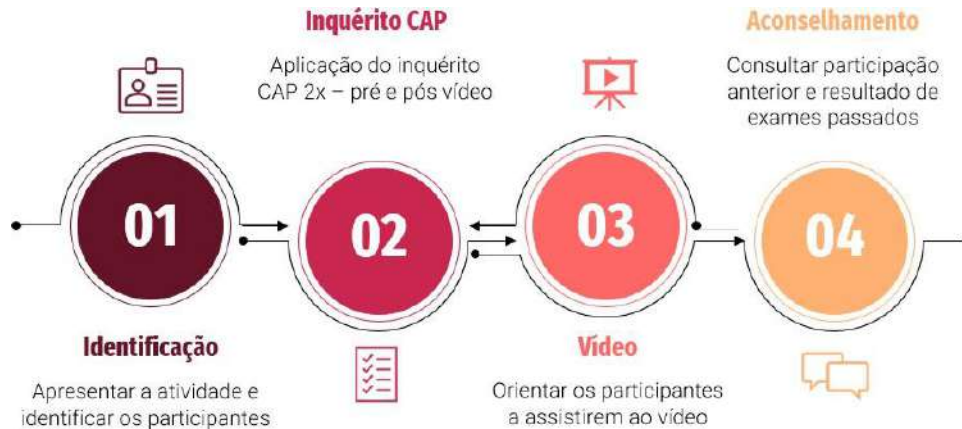 01
Identificação
Apresentar a atividade e
identificar os participantes
Inquérito CAP
Aplicação do inquérito
CAP 2x – pré e pós vídeo
02
03
Vídeo
Orientar os participantes
a assistirem ao vídeo
Aconselhamento
Consultar participação
anterior e resultado de
exames passados
04